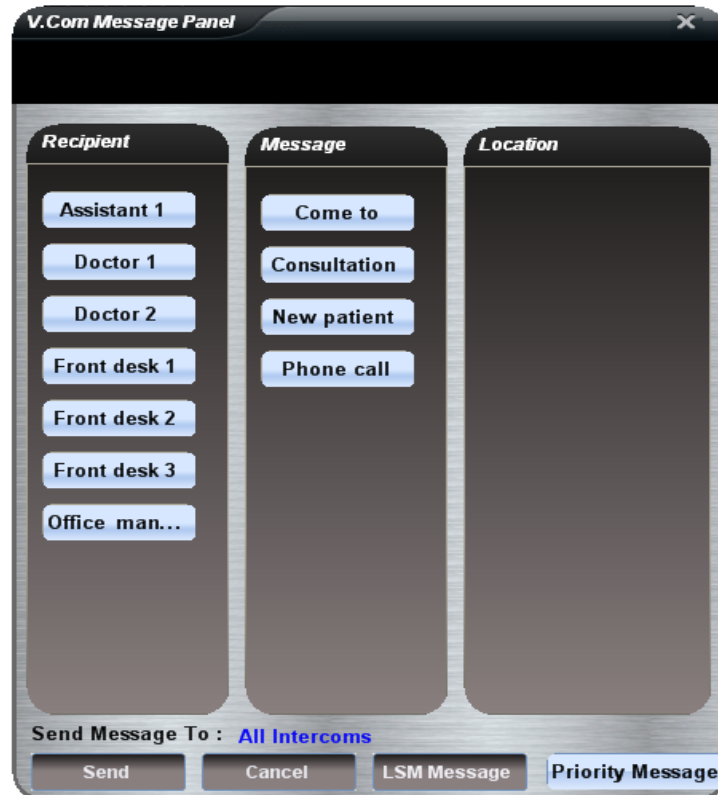 V.Com Message Panel
Recipient
Assistant 1
Doctor 1
Doctor 2
Front desk 1
Front desk 2
Front desk 3
Office man...
Message
Come to
Consultation
New patient
Phone call
Location
Send Message To : All Intercoms
Send
Cancel
LSM Message
Priority Message